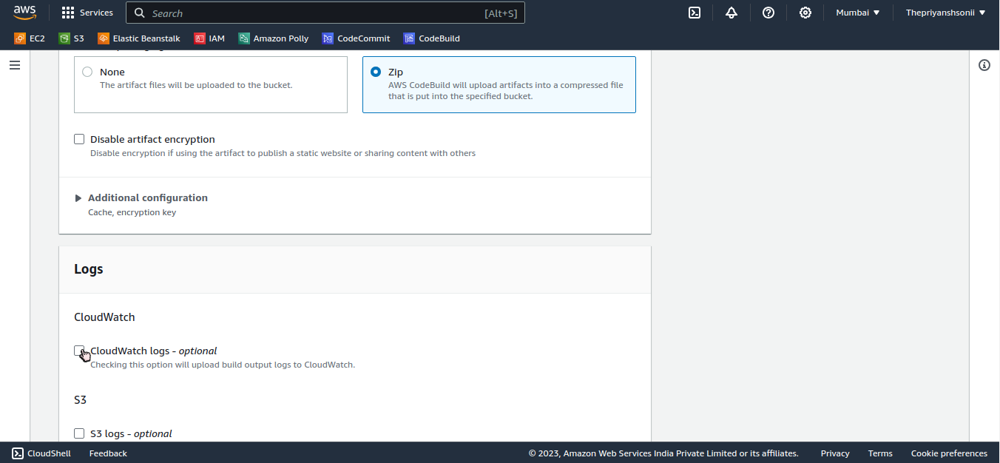 aws
Services
Search
[Alt+S]
Mumbai
Thepriyanshsonii
EC2
S3
Elastic Beanstalk
IAM
Amazon Polly
CodeCommit
CodeBuild
None
The artifact files will be uploaded to the bucket.
Zip
AWS CodeBuild will upload artifacts into a compressed file
that is put into the specified bucket.
Disable artifact encryption
Disable encryption if using the artifact to publish a static website or sharing content with others
Additional configuration
Cache, encryption key
Logs
CloudWatch
CloudWatch logs - optional
Checking this option will upload build output logs to CloudWatch.
S3
S3 logs - optional
CloudShell
Feedback
© 2023, Amazon Web Services India Private Limited or its affiliates.
Privacy
Terms
Cookie preferences